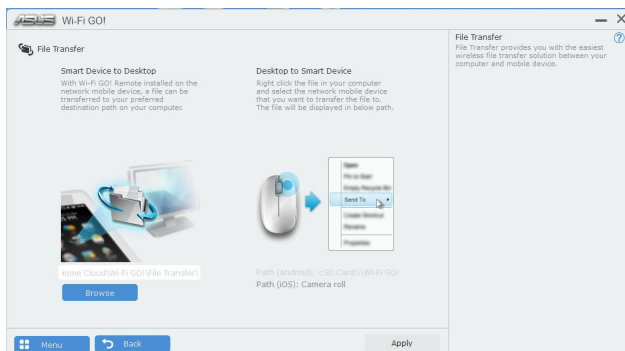 ASUS Wi-Fi GO!
File Transfer
Smart Device to Desktop
With Wi-Fi GO! Remote installed on the
network mobile device, a file can be
transferred to your preferred
destination path on your computer.
Home Cloud\Wi-Fi GO!\File Transfer\
Browse
Desktop to Smart Device
Right click the file in your computer
and select the network mobile device
that you want to transfer the file to.
The file will be displayed in below path.
Open
Pin to Start
Empty Recycle Bin
Send To
Create Shortcut
Rename
Properties
Path (Android): <SD Card>\Wi-Fi GO!
Path (iOS): Camera roll
Menu
Back
Apply
File Transfer
?
File Transfer provides you with the easiest
wireless file transfer solution between your
computer and mobile device.